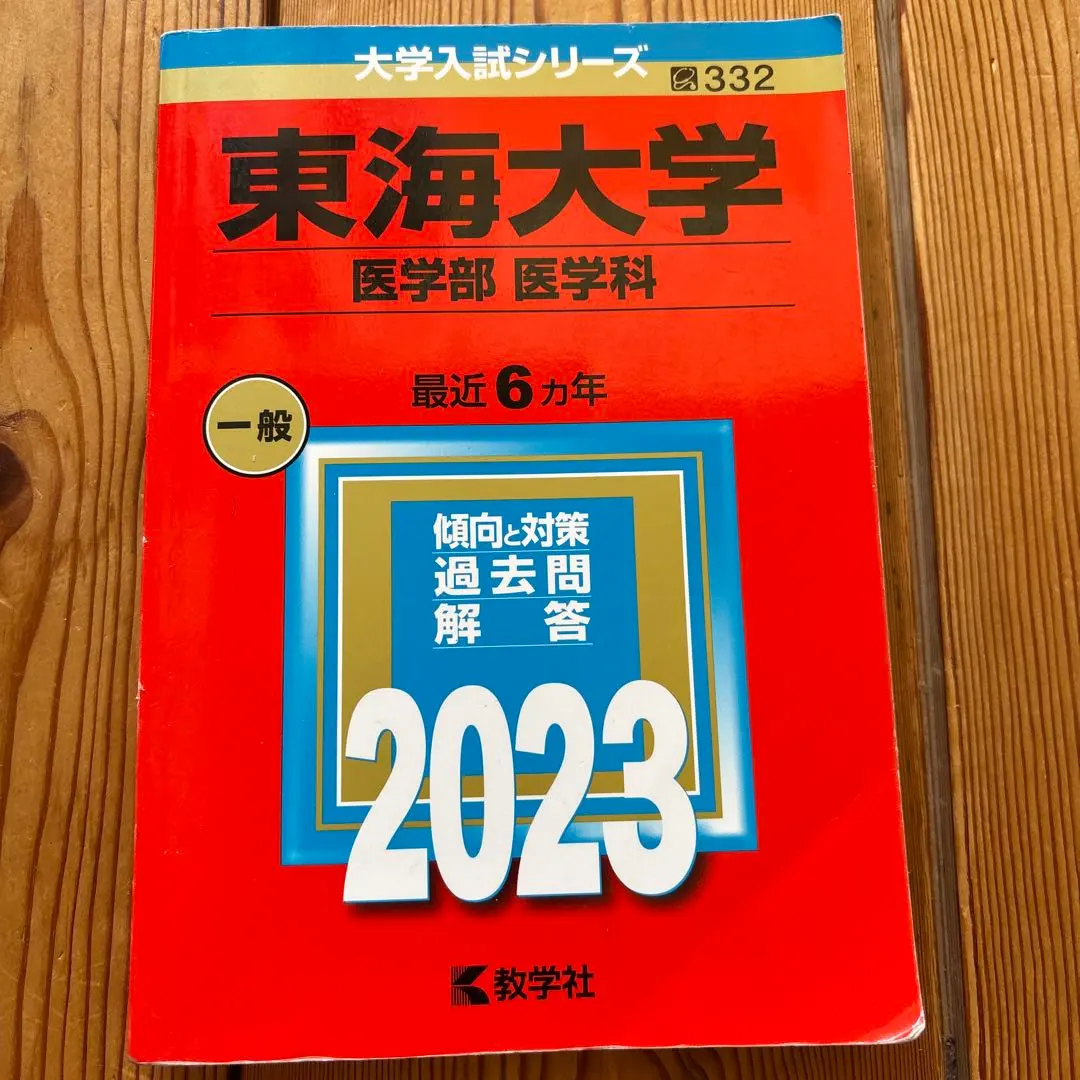 大学入試シリーズ
332
東海大学
医学部 医学科
最近6カ年
一般
傾向と対策
過去問
解答
2023
教学社